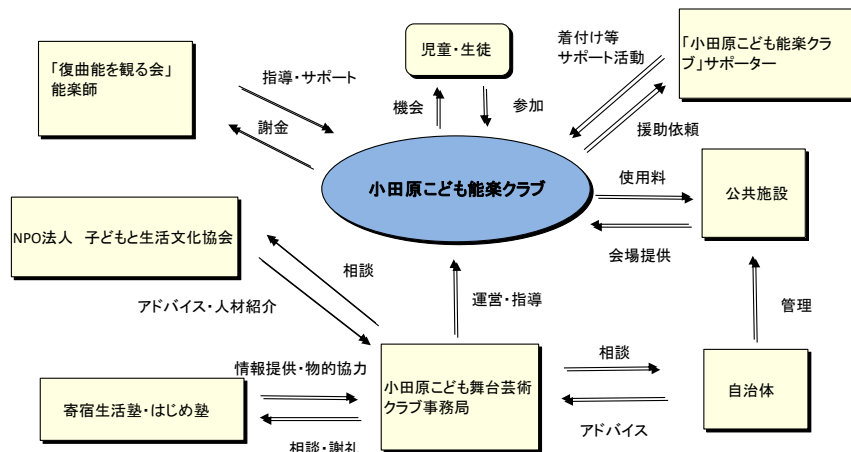 児童・生徒
着付け等
サポート活動
「小田原こども能楽クラ
ブ」サポーター
「復曲能を観る会」
能楽師
指導・サポート
謝金
機会
参加
援助依頼
小田原こども能楽クラブ
使用料
公共施設
会場提供
NPO法人 子どもと生活文化協会
相談
アドバイス・人材紹介
運営・指導
管理
情報提供・物的協力
小田原こども舞台芸術
クラブ事務局
相談
自治体
寄宿生活塾・はじめ塾
アドバイス
相談・謝礼